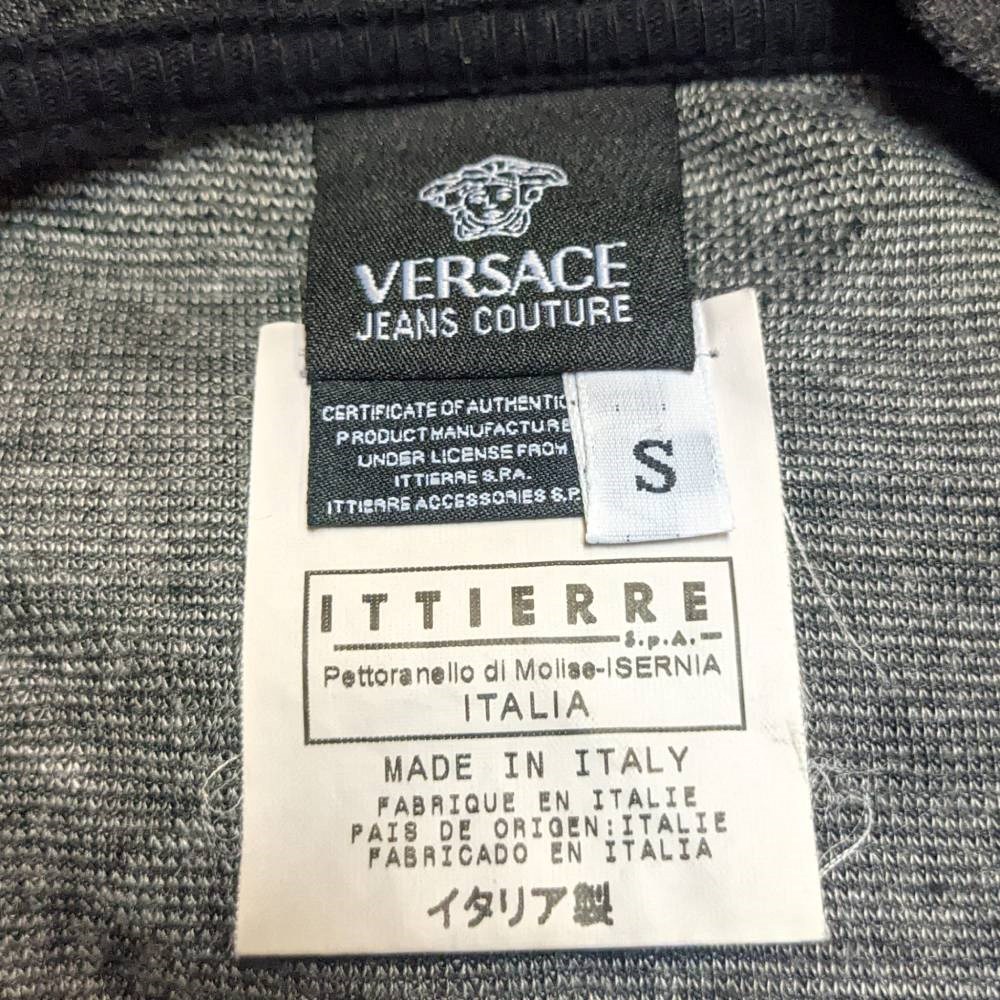 VERSACE
JEANS COUTURE
CERTIFICATE OF AUTHENTIC
PRODUCT MANUFACTURE
UNDER LICENSE FROM
ITTIERRE S.P.A.
ITTIERRE ACCESSORIES S.P
S
ITTIERRE
S.p.A.
Pettoranello di Molise-ISERNIA
ITALIA
MADE IN ITALY
FABRIQUE EN ITALIE
PAIS DE ORIGEN:ITALIE
FABRICADO EN ITALIA
イタリア製